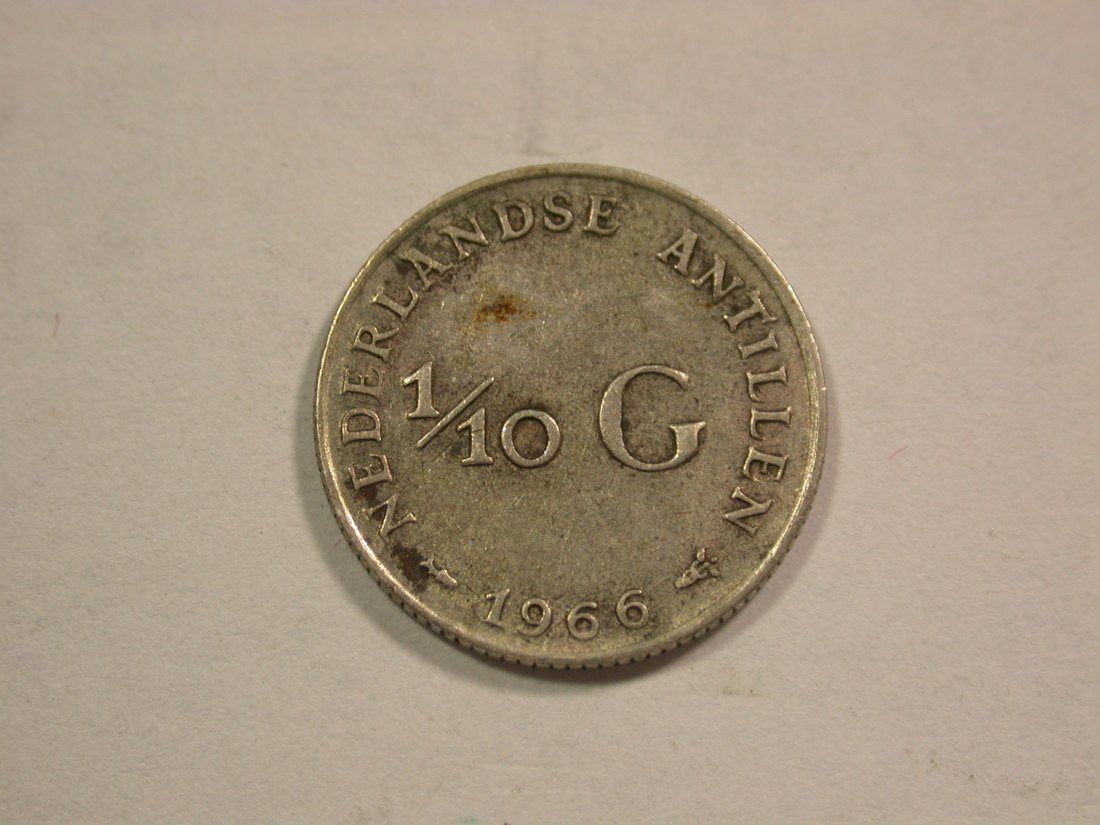 NEDERLANDSE ANTILLEN
1/10 G
1966